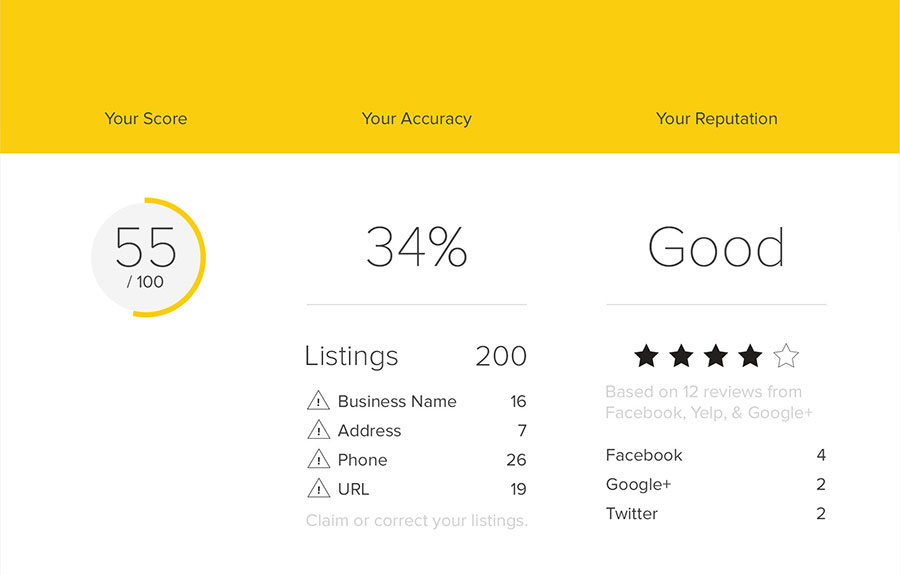 Your Score
Your Accuracy
Your Reputation
55
/ 100
34%
Listings 200
Business Name 16
Address 7
Phone 26
URL 19
Claim or correct your listings.
Good
Based on 12 reviews from
Facebook, Yelp, & Google+
Facebook 4
Google+ 2
Twitter 2